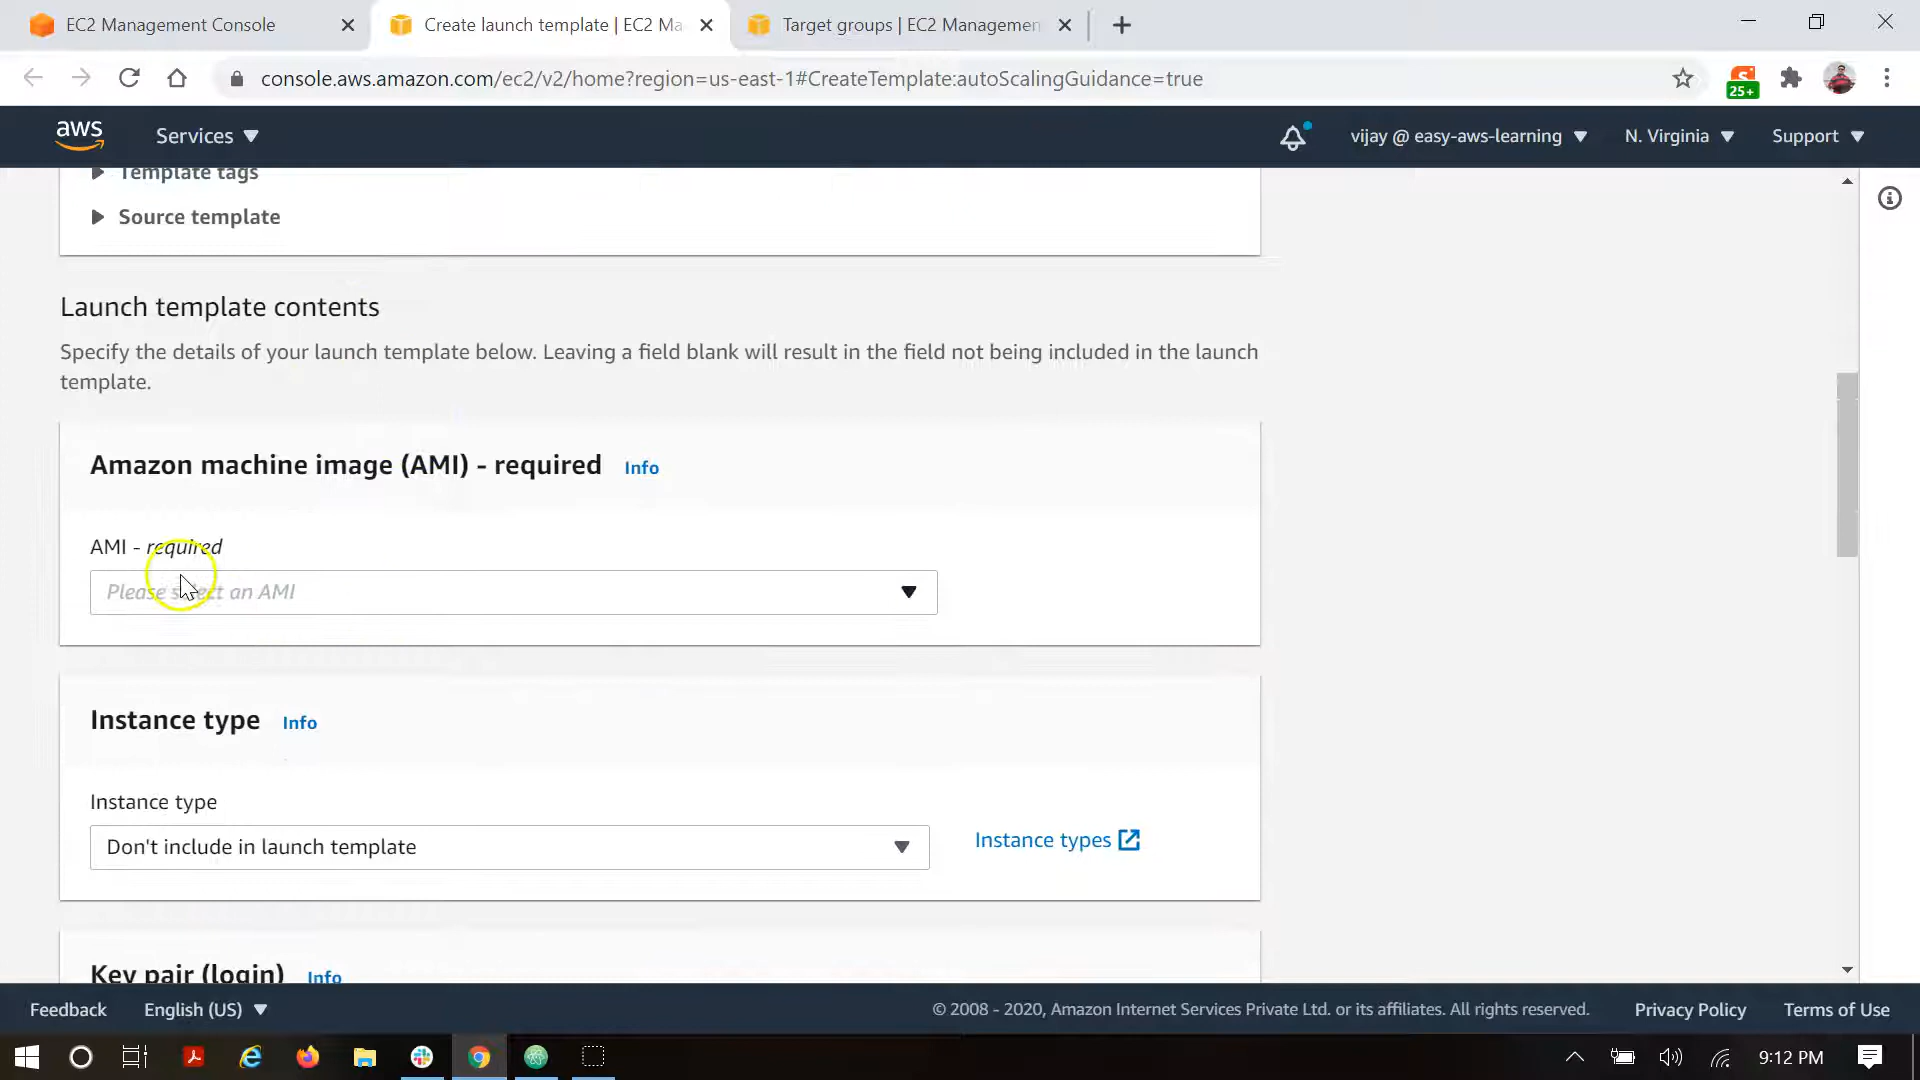 EC2 Management Console
Create launch template | EC2 Ma
Target groups | EC2 Managemen
console.aws.amazon.com/ec2/v2/home?region=us-east-1#CreateTemplate:autoScalingGuidance=true
25+
aws
Services
vijay @ easy-aws-learning
N. Virginia
Support
Template tags
Source template
Launch template contents
Specify the details of your launch template below. Leaving a field blank will result in the field not being included in the launch
template.
Amazon machine image (AMI) - required Info
AMI - required
Please select an AMI
Instance type Info
Instance type
Don't include in launch template
Instance types
Key pair (login) Info
Feedback
English (US)
© 2008 - 2020, Amazon Internet Services Private Ltd. or its affiliates. All rights reserved.
Privacy Policy
Terms of Use
9:12 PM